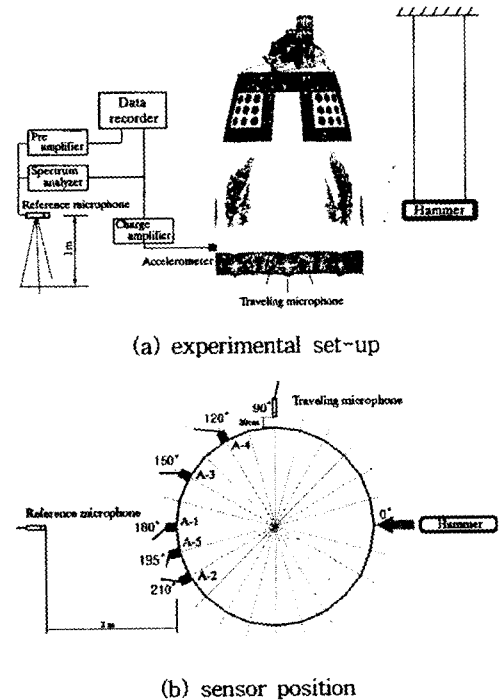 Data
recorder
Pre
amplifier
Spectrum
analyzer
Reference microphone
1m
Charge
amplifier
Accelerometer
Hammer
Traveling microphone
(a) experimental set-up
90°
Traveling microphone
120°
A-4
150°
A-3
Reference microphone
180°
A-1
0°
Hammer
A-5
195°
A-2
210°
2m
(b) sensor position